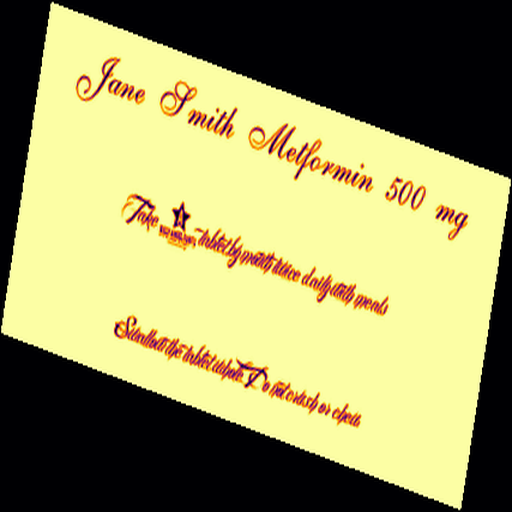 Jane Smith Metformin 500 mg
Take tablet by mouth twice daily with meals
Swallow the tablet whole. Do not crush or chew